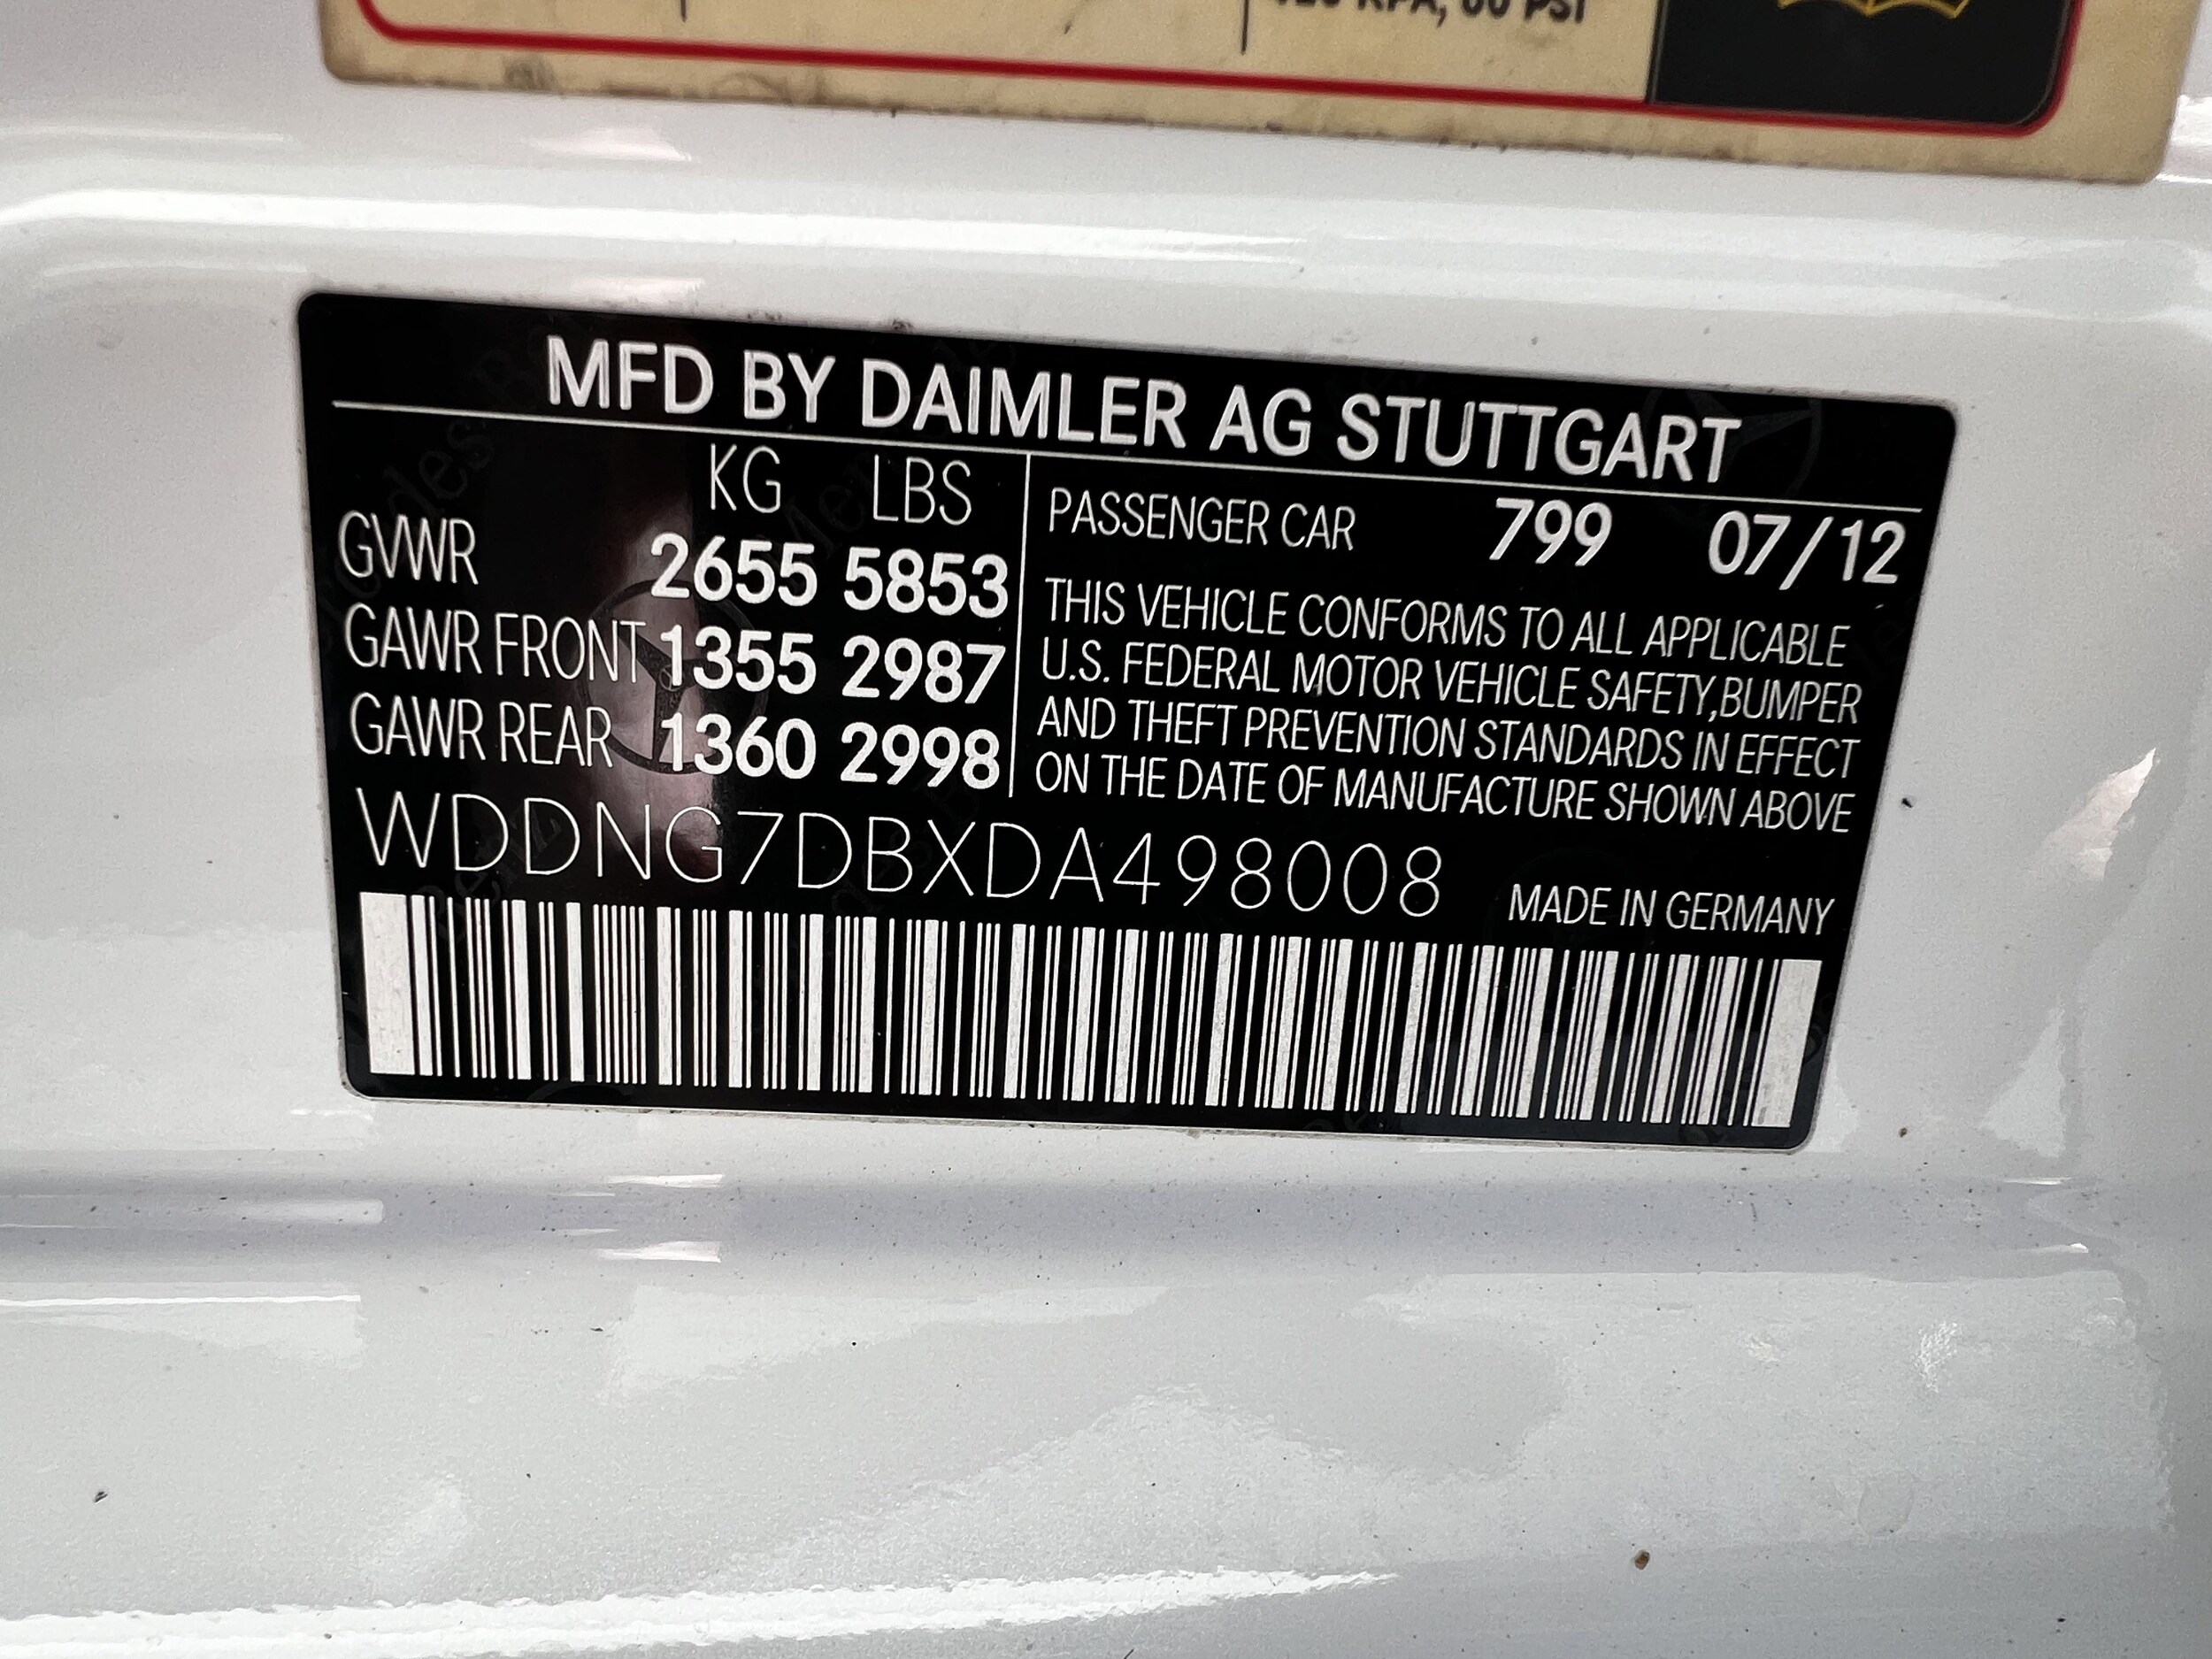 PSI
MFD BY DAIMLER AG STUTTGART
KG LBS
GVWR 2655 5853
GAWR FRONT 1355 2987
GAWR REAR 1360 2998
PASSENGER CAR 799 07/12
THIS VEHICLE CONFORMS TO ALL APPLICABLE
U.S. FEDERAL MOTOR VEHICLE SAFETY,BUMPER
AND THEFT PREVENTION STANDARDS IN EFFECT
ON THE DATE OF MANUFACTURE SHOWN ABOVE
WDDNG7DBXDA498008
MADE IN GERMANY